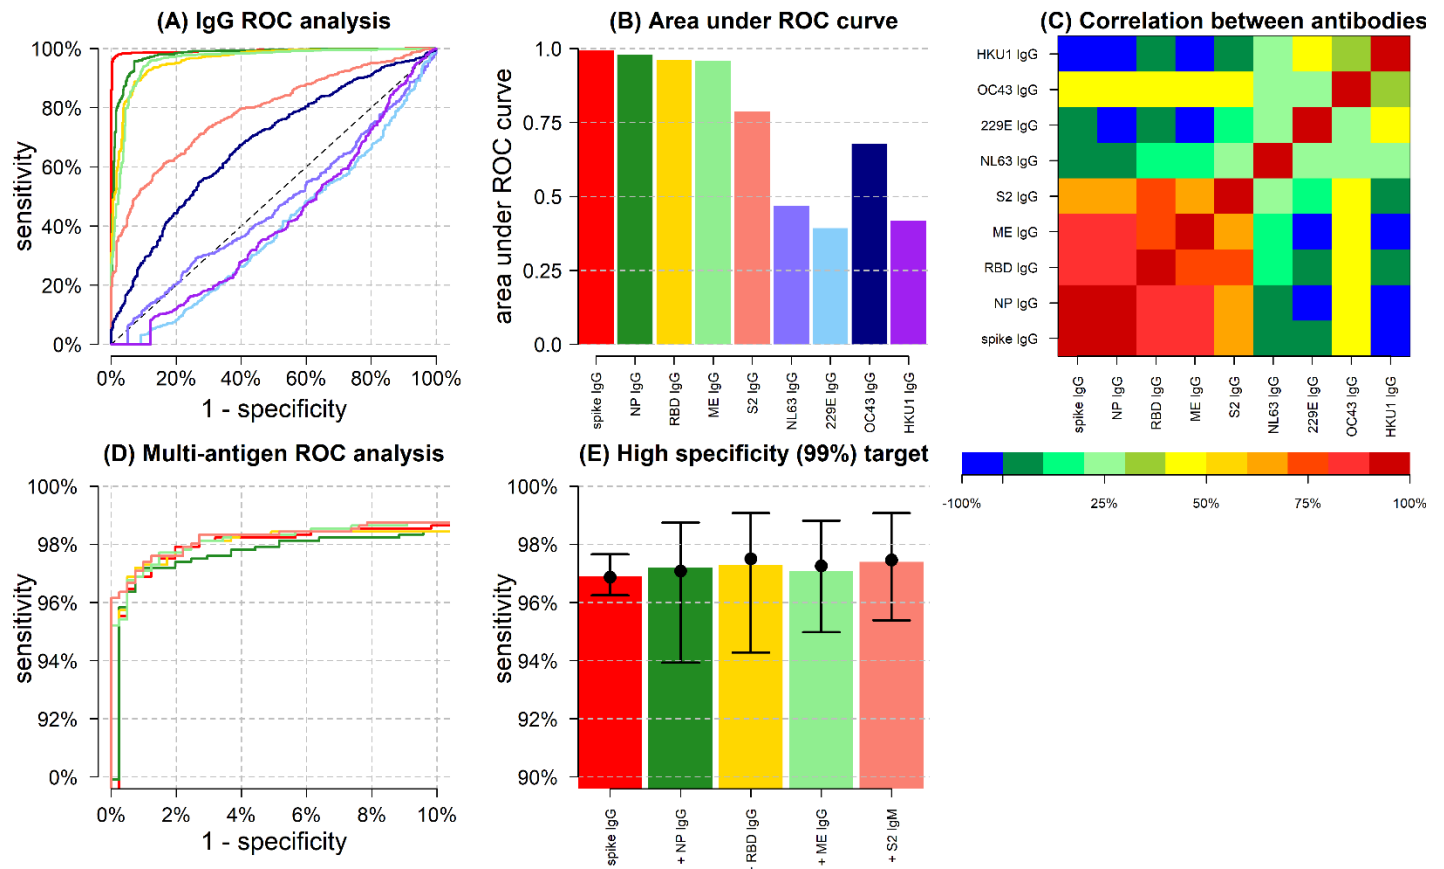 (A) IgG ROC analysis
100%
80%
60%
40%
20%
0%
sensitivity
0% 20% 40% 60% 80% 100%
1 - specificity
(B) Area under ROC curve
1.0
0.75
0.5
0.25
0.0
area under ROC curve
spike IgG
NP IgG
RBD IgG
ME IgG
S2 IgG
NL63 IgG
229E IgG
OC43 IgG
HKU1 IgG
(C) Correlation between antibodies
HKU1 IgG
OC43 IgG
229E IgG
NL63 IgG
S2 IgG
ME IgG
RBD IgG
NP IgG
spike IgG
spike IgG
NP IgG
RBD IgG
ME IgG
S2 IgG
NL63 IgG
229E IgG
OC43 IgG
HKU1 IgG
-100% 25% 50% 75% 100%
(D) Multi-antigen ROC analysis
100%
98%
96%
94%
92%
0%
sensitivity
0% 2% 4% 6% 8% 10%
1 - specificity
(E) High specificity (99%) target
100%
98%
96%
94%
92%
90%
sensitivity
spike IgG
+ NP IgG
- RBD IgG
+ ME IgG
+ S2 IgM